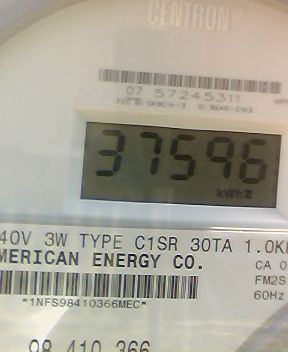 CENTRON®
07 57245311
37596
kWh
40V 3W TYPE C1SR 30TA 1.0K
MERICAN ENERGY CO.
CA 0
FM2S
60Hz
*1NFS98410366MEC*
98 410 366